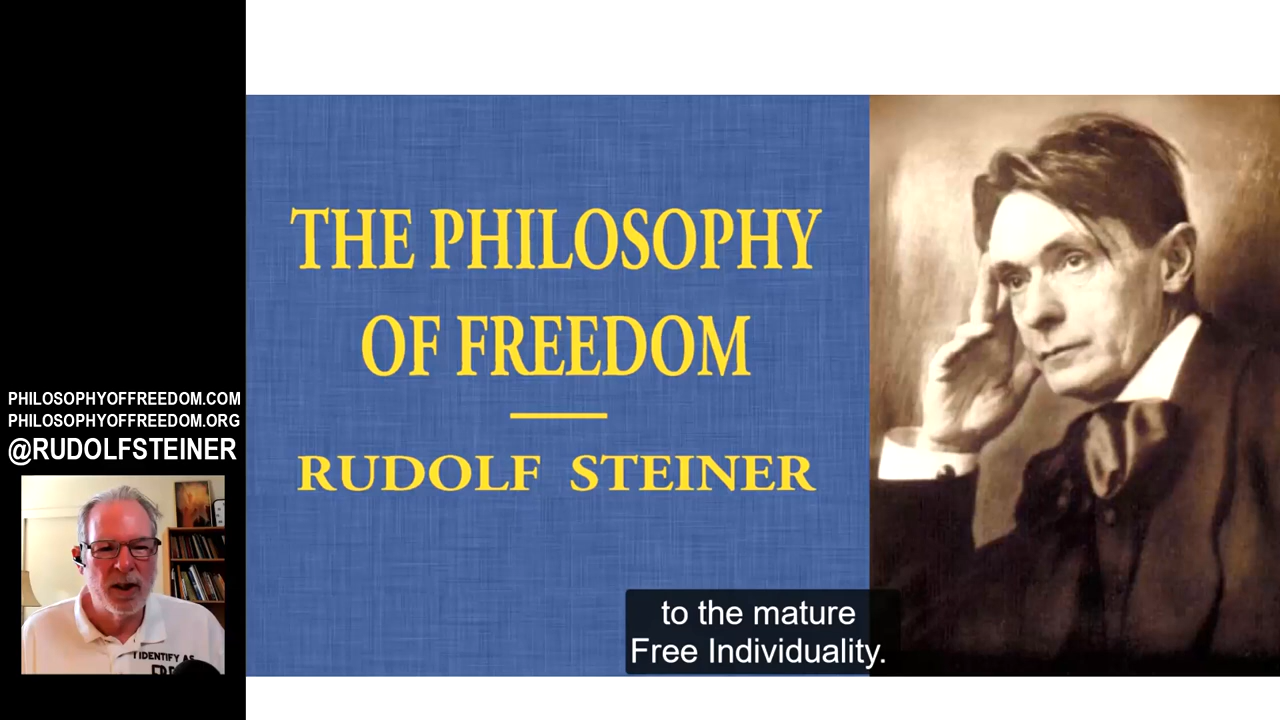 PHILOSOPHYOFFREEDOM.COM
PHILOSOPHYOFFREEDOM.ORG
@RUDOLFSTEINER
I IDENTIFY AS
THE PHILOSOPHY
OF FREEDOM
RUDOLF STEINER
to the mature
Free Individuality.